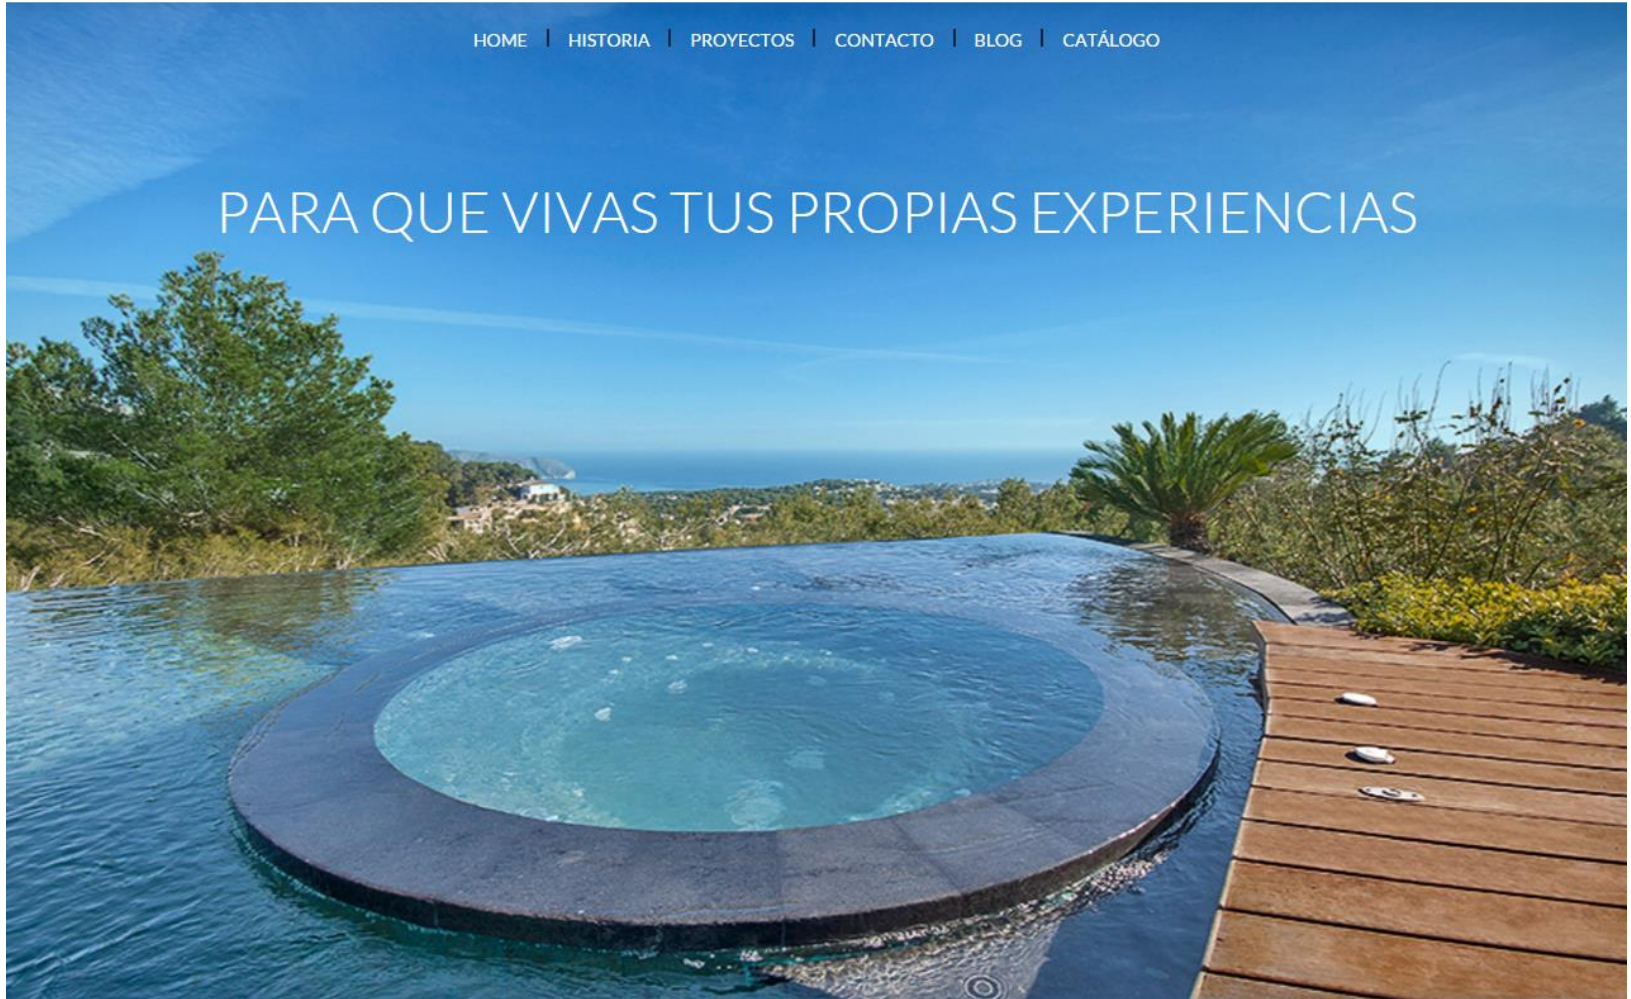 HOME | HISTORIA | PROYECTOS | CONTACTO | BLOG | CATÁLOGO
PARA QUE VIVAS TUS PROPIAS EXPERIENCIAS